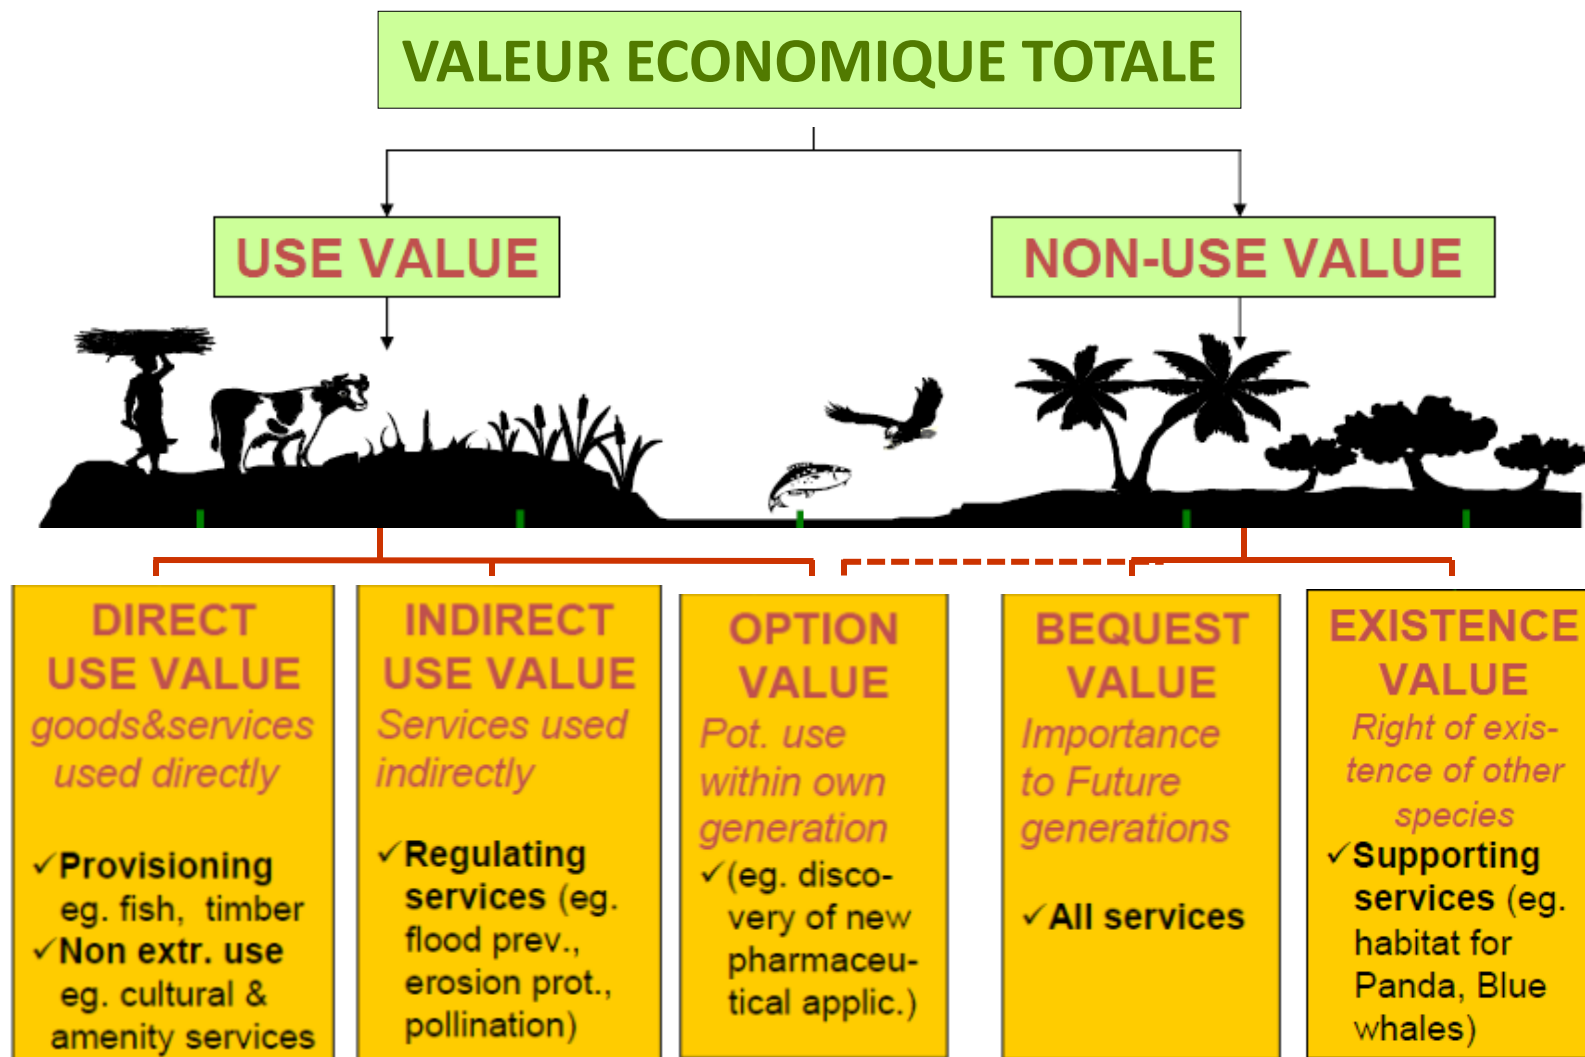 VALEUR ECONOMIQUE TOTALE
USE VALUE
NON-USE VALUE
DIRECT
USE VALUE
goods&services
used directly
✓Provisioning
eg. fish, timber
✓Non extr. use
eg. cultural &
amenity services
INDIRECT
USE VALUE
Services used
indirectly
✓Regulating
services (eg.
flood prev.,
erosion prot.,
pollination)
OPTION
VALUE
Pot. use
within own
generation
✓(eg. disco-
very of new
pharmaceu-
tical applic.)
BEQUEST
VALUE
Importance
to Future
generations
✓All services
EXISTENCE
VALUE
Right of exis-
tence of other
species
✓Supporting
services (eg.
habitat for
Panda, Blue
whales)